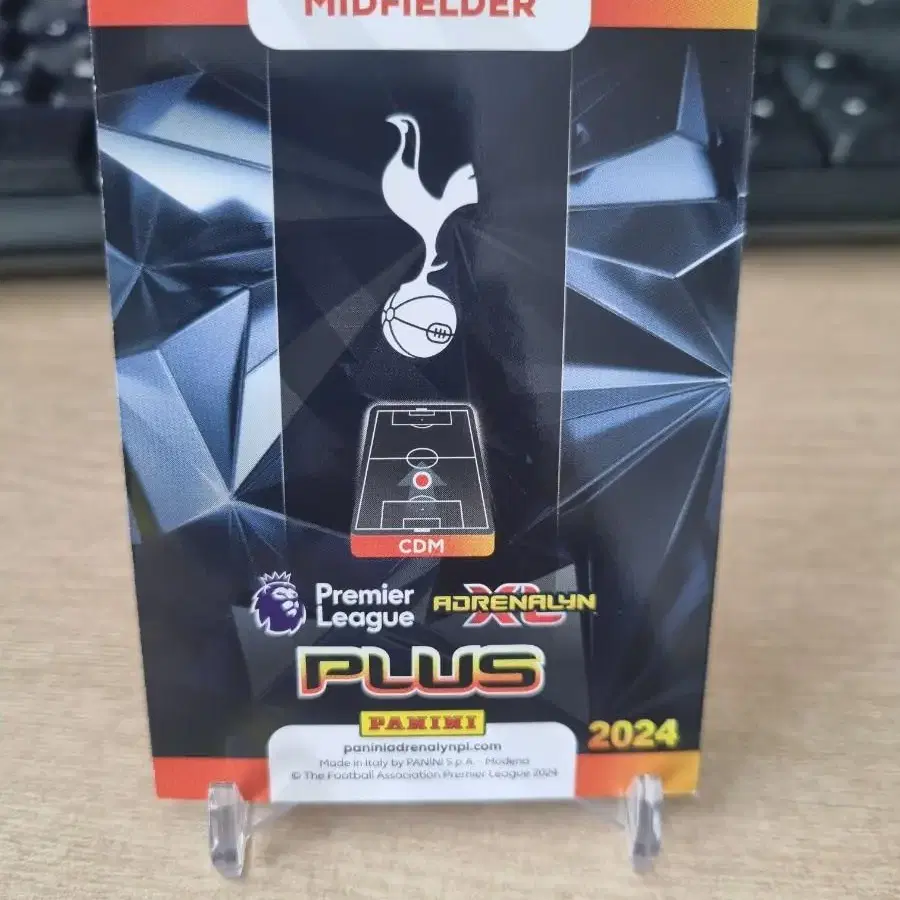 MIDFIELDER
CDM
Premier League
ADRENALYN XL
PLUS
PANINI
2024
paniniadrenalynpl.com
Made in Italy by PANINI S.p.A. - Modena
© The Football Association Premier League 2024